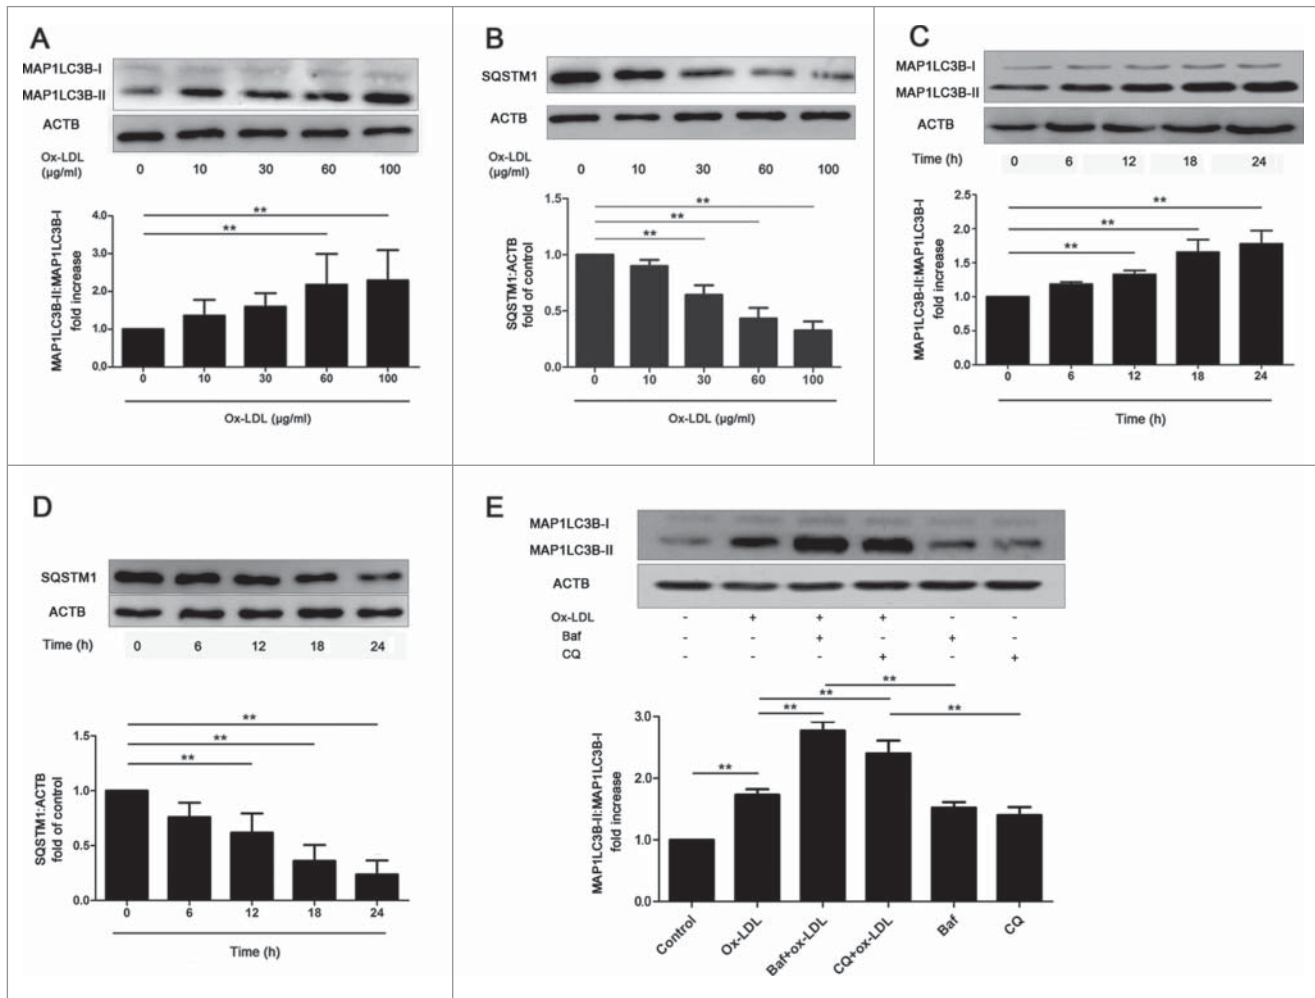 A
MAP1LC3B-I
MAP1LC3B-II
ACTB
Ox-LDL
(µg/ml)
0 10 30 60 100
** 
**
MAP1LC3B-II:MAP1LC3B-I
fold increase
4.0
3.0
2.0
1.0
0.0
0 10 30 60 100
Ox-LDL (µg/ml)
B
SQSTM1
ACTB
Ox-LDL
(µg/ml)
0 10 30 60 100
**
**
**
SQSTM1:ACTB
fold of control
1.5
1.0
0.5
0.0
0 10 30 60 100
Ox-LDL (µg/ml)
C
MAP1LC3B-I
MAP1LC3B-II
ACTB
Time (h)
0 6 12 18 24
**
**
**
MAP1LC3B-II:MAP1LC3B-I
fold increase
2.5
2.0
1.5
1.0
0.5
0.0
0 6 12 18 24
Time (h)
D
SQSTM1
ACTB
Time (h)
0 6 12 18 24
**
**
**
SQSTM1:ACTB
fold of control
1.5
1.0
0.5
0.0
0 6 12 18 24
Time (h)
E
MAP1LC3B-I
MAP1LC3B-II
ACTB
Ox-LDL - + + + - -
Baf - - + - + -
CQ - - - + - +
**
**
**
**
**
MAP1LC3B-II:MAP1LC3B-I
fold increase
3.0
2.0
1.0
0.0
Control
Ox-LDL
Baf+ox-LDL
CQ+ox-LDL
Baf
CQ